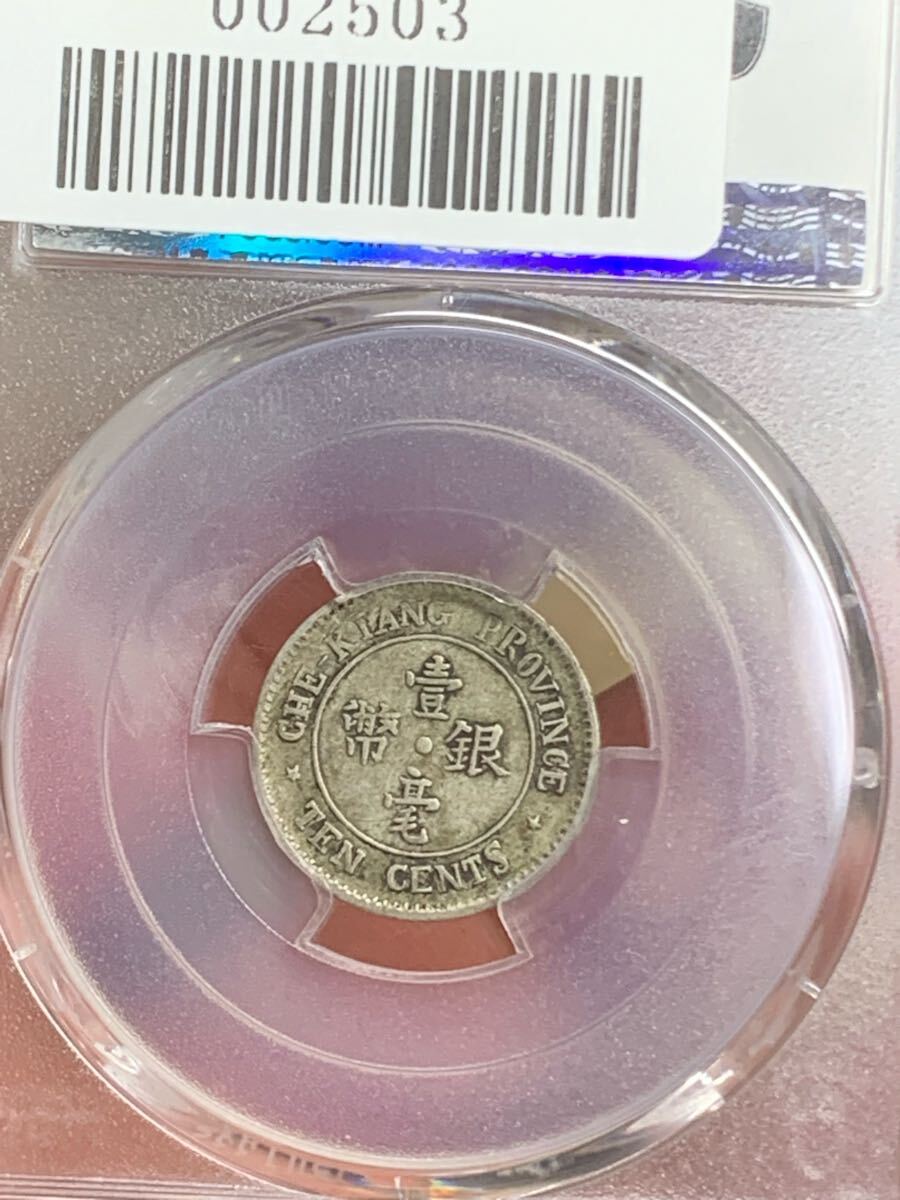 002503
CHE-KIANG PROVINCE
壹
幣 銀
毫
TEN CENTS